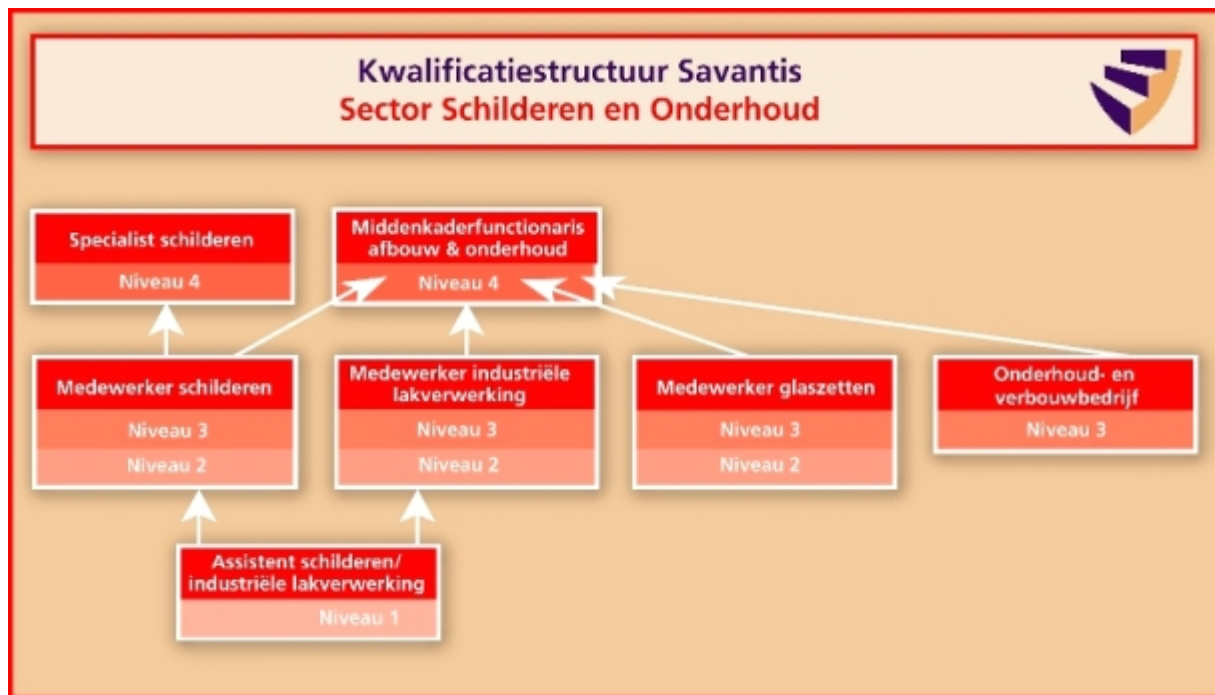 Kwalificatiestructuur Savantis
Sector Schilderen en Onderhoud
Specialist schilderen
Niveau 4
Middenkaderfunctionaris
afbouw & onderhoud
Niveau 4
Medewerker schilderen
Niveau 3
Niveau 2
Medewerker industriële
lakverwerking
Niveau 3
Niveau 2
Medewerker glaszetten
Niveau 3
Niveau 2
Onderhoud- en
verbouwbedrijf
Niveau 3
Assistent schilderen/
industriële lakverwerking
Niveau 1